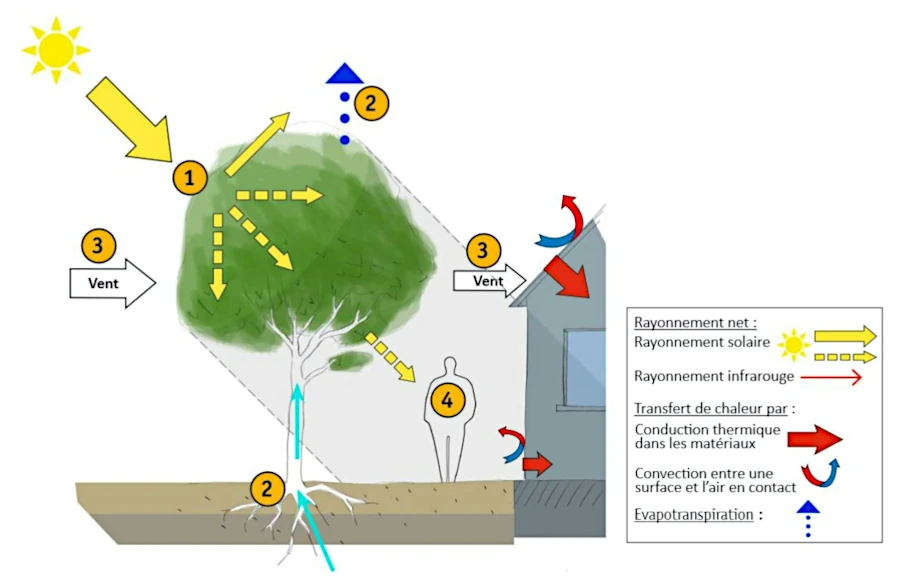 2
1
3
Vent
3
Vent
4
2
Rayonnement net :
Rayonnement solaire
Rayonnement infrarouge
Transfert de chaleur par :
Conduction thermique
dans les matériaux
Convection entre une
surface et l'air en contact
Evapotranspiration :